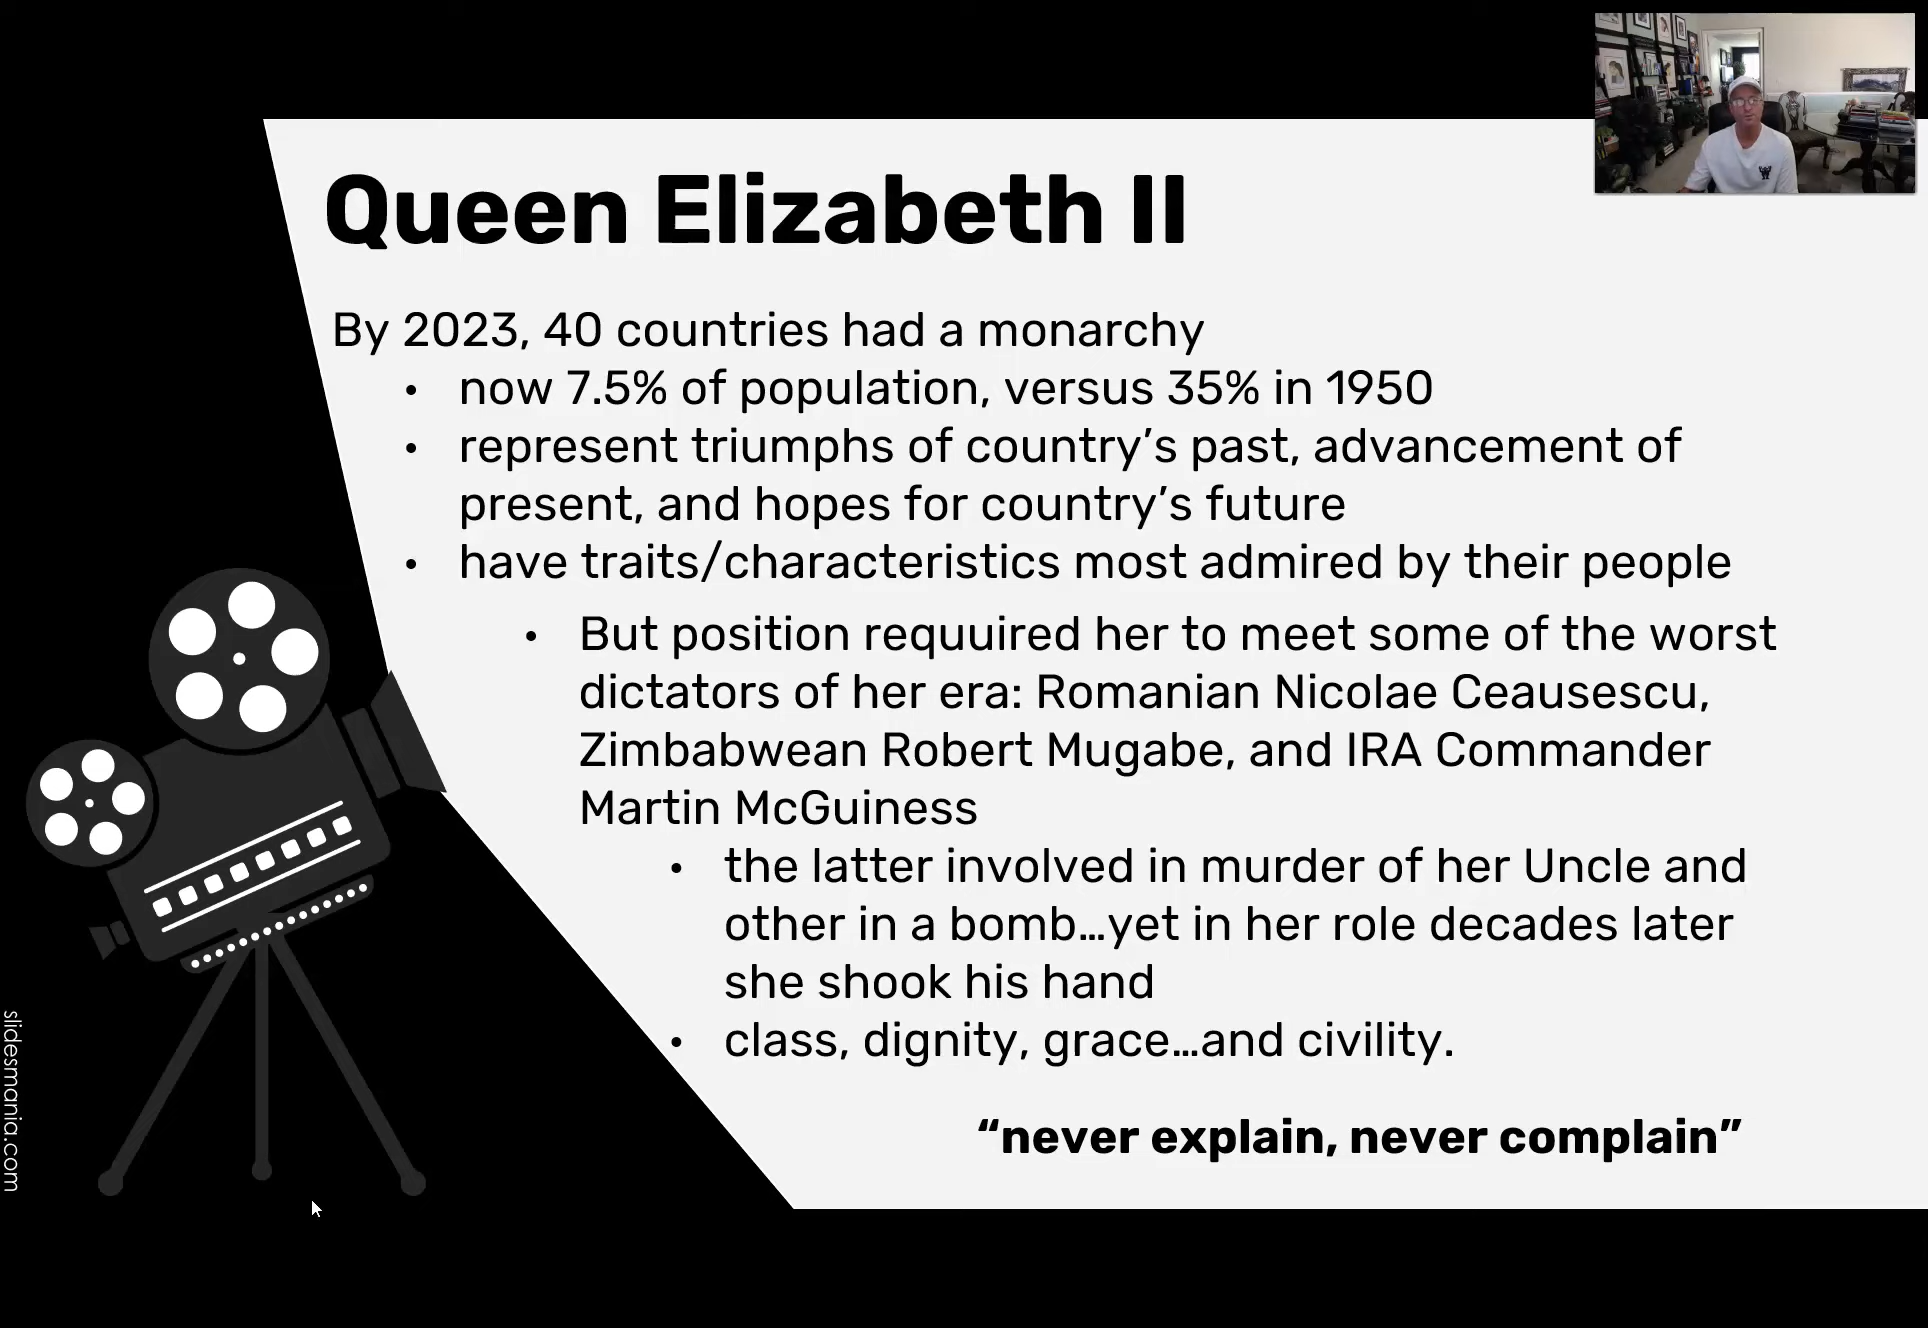 Queen Elizabeth II
By 2023, 40 countries had a monarchy
• now 7.5% of population, versus 35% in 1950
• represent triumphs of country’s past, advancement of
present, and hopes for country’s future
• have traits/characteristics most admired by their people
• But position requuired her to meet some of the worst
dictators of her era: Romanian Nicolae Ceausescu,
Zimbabwean Robert Mugabe, and IRA Commander
Martin McGuiness
• the latter involved in murder of her Uncle and
other in a bomb…yet in her role decades later
she shook his hand
• class, dignity, grace…and civility.
“never explain, never complain”
slidesmania.com